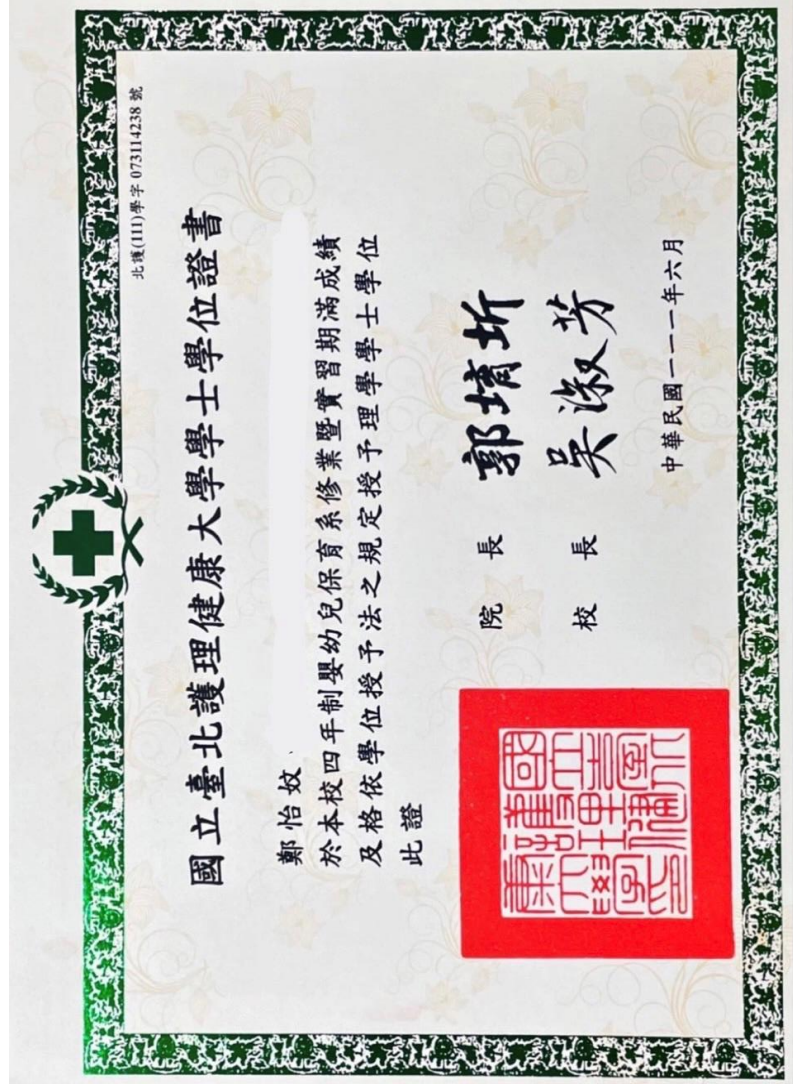 北護(111)學字 073114238 號
國立臺北護理健康大學學士學位證書
鄭怡妏
於本校四年制嬰幼兒保育系修業暨實習期滿成績
及格依學位授予法之規定授予理學學士學位
此證
院長 郭堉圻
校長 吳淑芳
中華民國一一一年六月